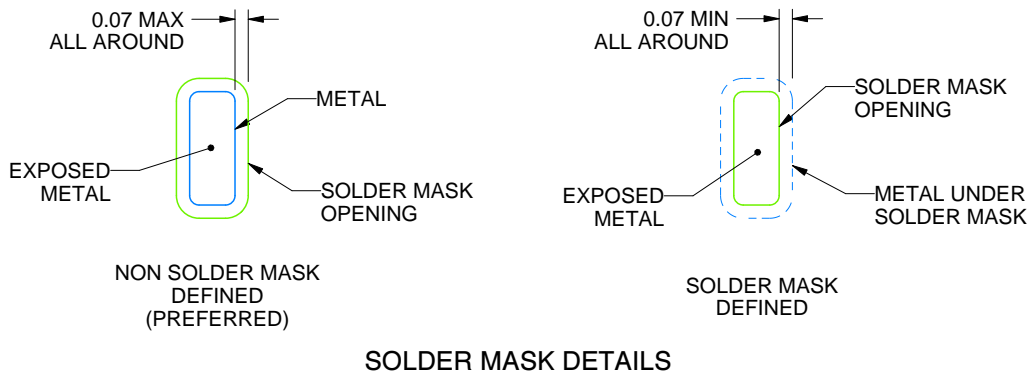 0.07 MAX
ALL AROUND
METAL
EXPOSED
METAL
SOLDER MASK
OPENING
NON SOLDER MASK
DEFINED
(PREFERRED)
0.07 MIN
ALL AROUND
SOLDER MASK
OPENING
EXPOSED
METAL
METAL UNDER
SOLDER MASK
SOLDER MASK
DEFINED
SOLDER MASK DETAILS